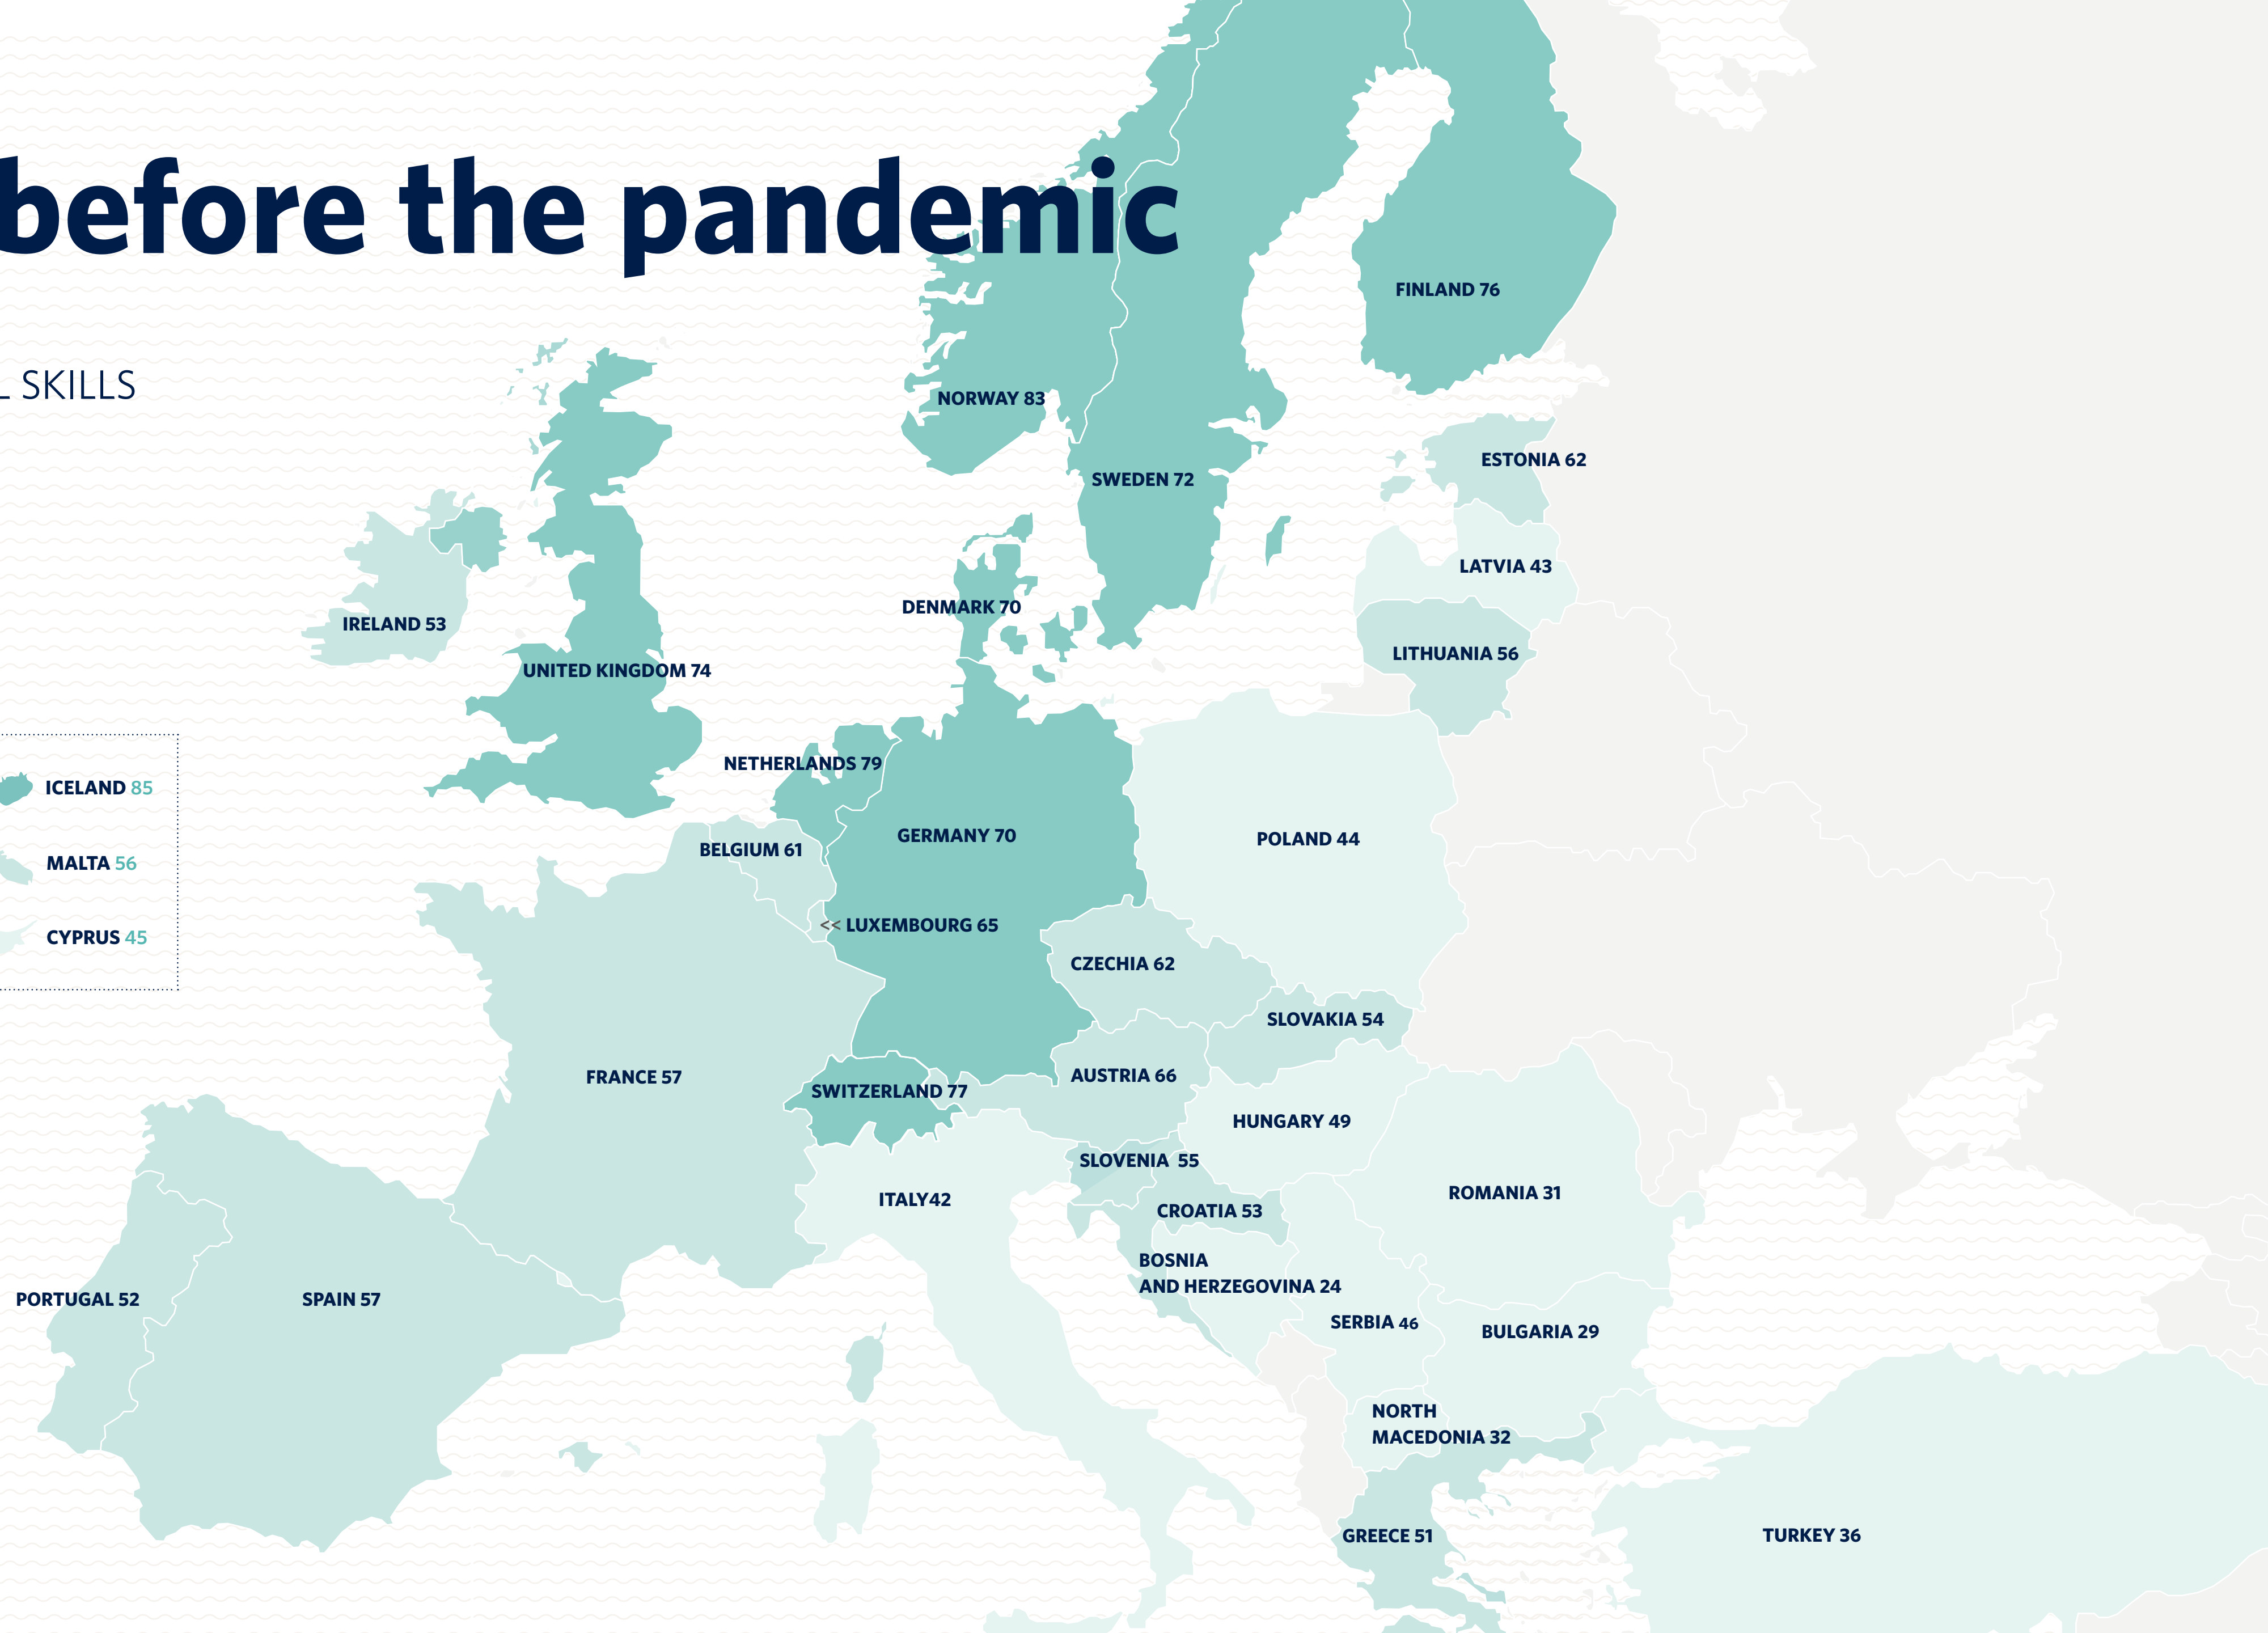 before the pandemic
FINLAND 76
L SKILLS
NORWAY 83
ESTONIA 62
SWEDEN 72
LATVIA 43
DENMARK 70
IRELAND 53
LITHUANIA 56
UNITED KINGDOM 74
NETHERLANDS 79
ICELAND 85
GERMANY 70
POLAND 44
BELGIUM 61
MALTA 56
<< LUXEMBOURG 65
CYPRUS 45
CZECHIA 62
SLOVAKIA 54
AUSTRIA 66
FRANCE 57
SWITZERLAND 77
HUNGARY 49
SLOVENIA 55
ROMANIA 31
ITALY42
CROATIA 53
BOSNIA
AND HERZEGOVINA 24
PORTUGAL 52
SPAIN 57
SERBIA 46
BULGARIA 29
NORTH
MACEDONIA 32
GREECE 51
TURKEY 36